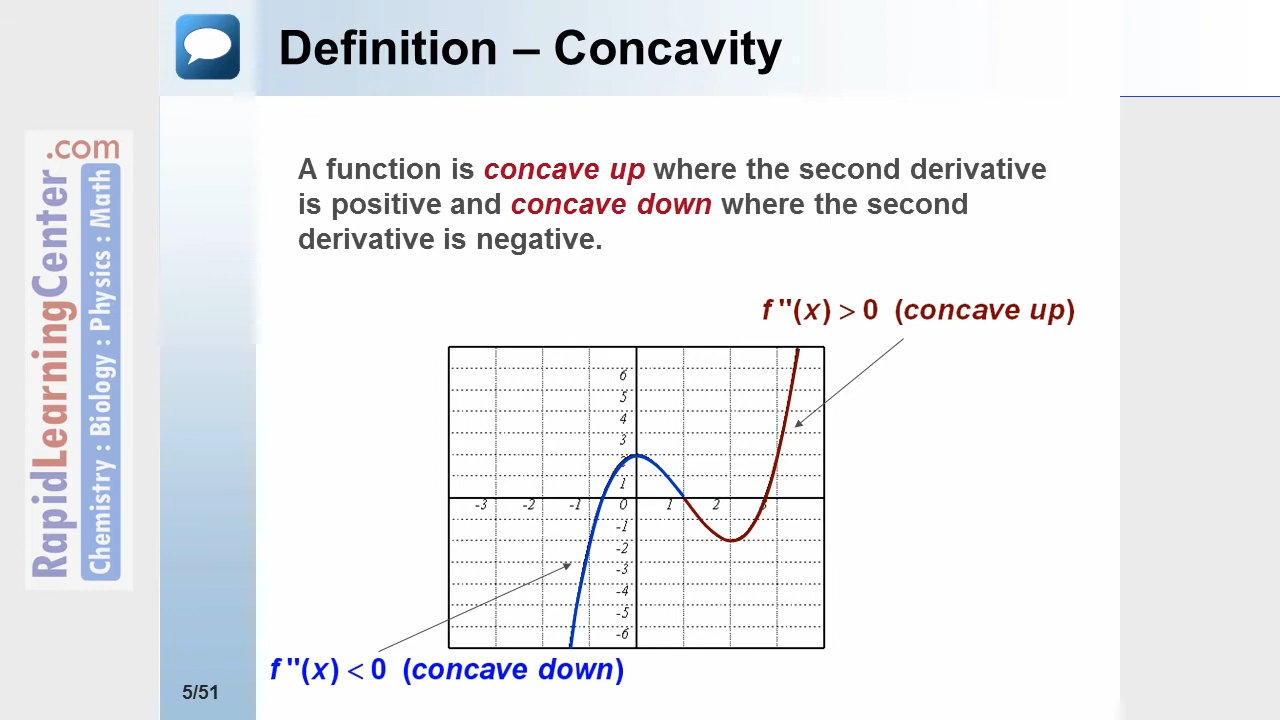 Definition – Concavity
.com
RapidLearningCenter
Chemistry : Biology : Physics : Math
A function is concave up where the second derivative
is positive and concave down where the second
derivative is negative.
f "(x) > 0 (concave up)
6
5
4
3
2
1
-3 -2 -1 0 1 2 3
-1
-2
-3
-4
-5
-6
f "(x) < 0 (concave down)
5/51